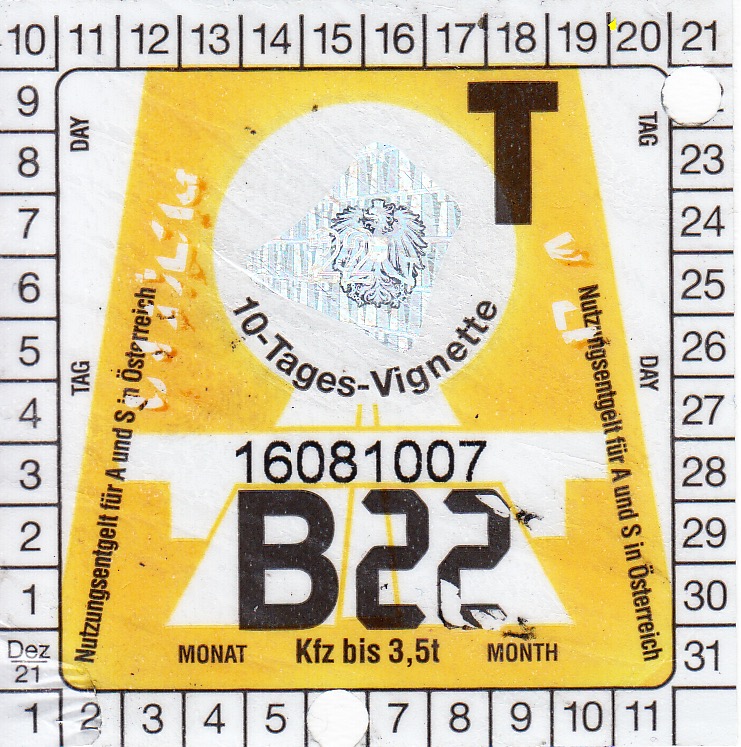 10 11 12 13 14 15 16 17 18 19 20 21
9
8
7
6
5
4
3
2
1
Dez
21
DAY
TAG
T
TAG
DAY
23
24
25
26
27
28
29
30
31
10-Tages-Vignette
Nutzungsentgelt für A und S in Österreich
Nutzungsentgelt für A und S in Österreich
16081007
B22
MONAT Kfz bis 3,5t MONTH
1 2 3 4 5 7 8 9 10 11